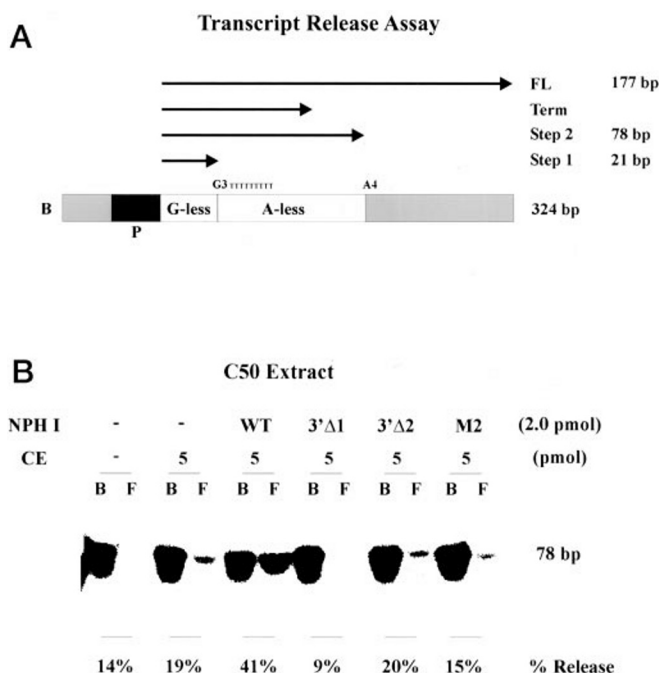 Transcript Release Assay
A
FL 177 bp
Term
Step 2 78 bp
Step 1 21 bp
G3 TTTTTTTTT A4
B G-less A-less 324 bp
P
B
C50 Extract
NPH I - - WT 3'Δ1 3'Δ2 M2 (2.0 pmol)
CE - 5 5 5 5 5 (pmol)
B F B F B F B F B F B F
78 bp
14% 19% 41% 9% 20% 15% % Release